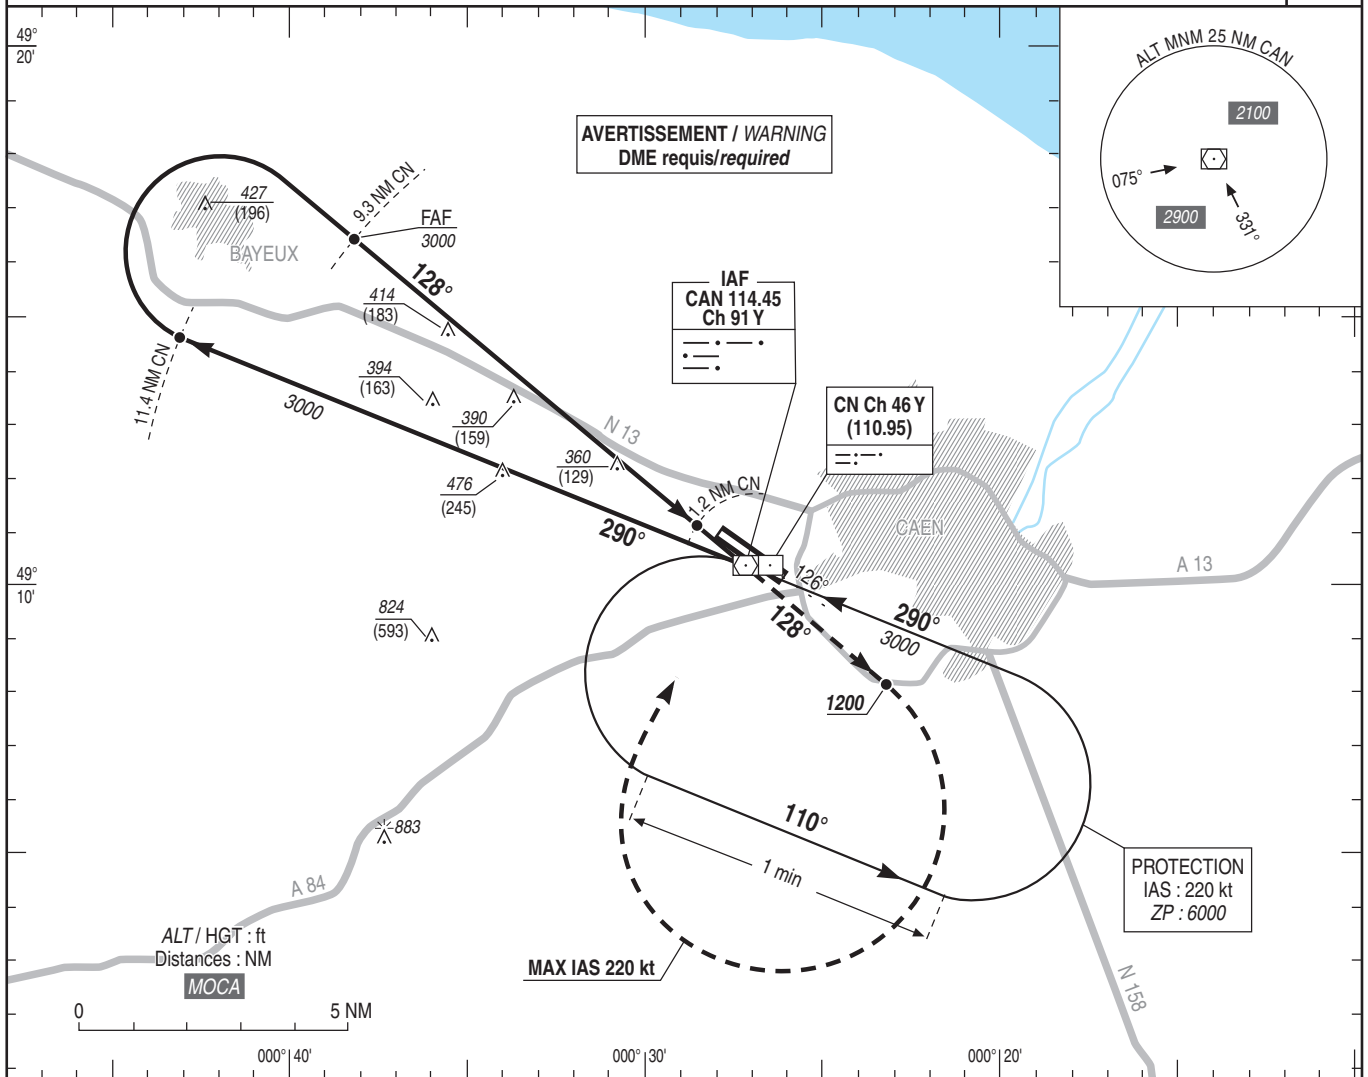 49°
20'
ALT MNM 25 NM CAN
2100
075°
2900
331°
AVERTISSEMENT / WARNING
DME requis/required
427
(196)
BAYEUX
9.3 NM CN
FAF
3000
128°
414
(183)
IAF
CAN 114.45
Ch 91 Y
11.4 NM CN
3000
394
(163)
390
(159)
N 13
CN Ch 46 Y
(110.95)
360
(129)
476
(245)
1.2 NM CN
290°
CAEN
A 13
49°
10'
126°
128°
290°
3000
824
(593)
1200
883
110°
1 min
PROTECTION
IAS : 220 kt
ZP : 6000
A 84
ALT / HGT : ft
Distances : NM
MOCA
MAX IAS 220 kt
N 158
0
5 NM
000° 40'
000° 30'
000° 20'